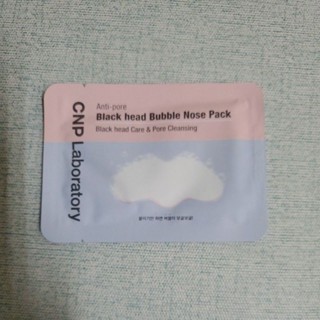 CNP Laboratory
Anti-pore
Black head Bubble Nose Pack
Black head Care & Pore Cleansing